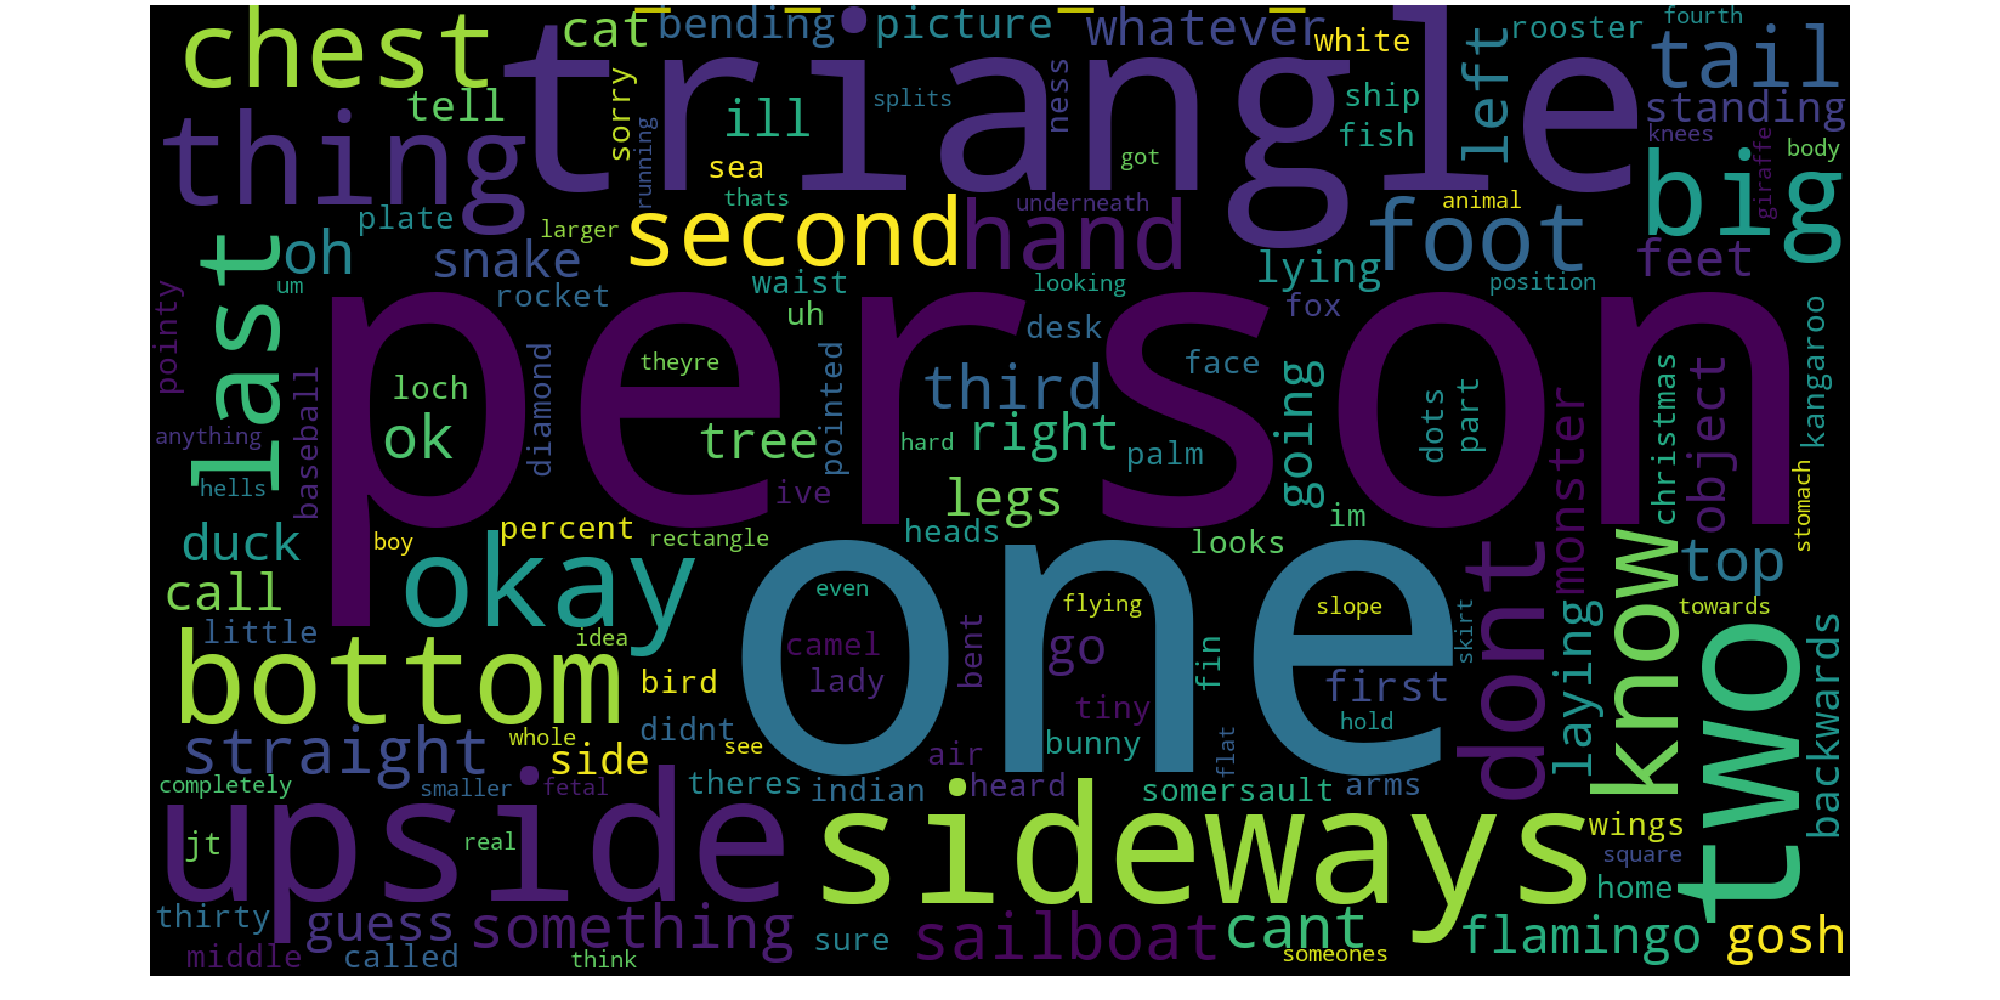 chest
cat
bending
picture
whatever
white
rooster
fourth
tail
triangle
thing
tell
sorry
ill
splits
ness
ship
fish
left
standing
knees
body
running
sea
thats
got
giraffe
big
plate
larger
second
underneath
hand
animal
foot
feet
last
oh
um
snake
rocket
waist
uh
looking
lying
fox
position
pointy
person
desk
face
kangaroo
theyre
loch
ok
diamond
baseball
pointed
third
right
going
dots
part
christmas
object
monster
anything
hells
tree
hard
palm
ive
legs
im
stomach
duck
boy
percent
rectangle
heads
looks
top
call
okay
one
even
flying
slope
skirt
dont
laying
know
towards
two
backwards
little
idea
bottom
bird
camel
lady
bent
go
fin
first
tiny
hold
straight
whole
side
didnt
see
air
bunny
flat
completely
smaller
fetal
theres
indian
heard
somersault
arms
upside
sideways
wings
jt
real
square
home
thirty
guess
something
sure
sailboat
cant
flamingo
gosh
middle
called
think
someones